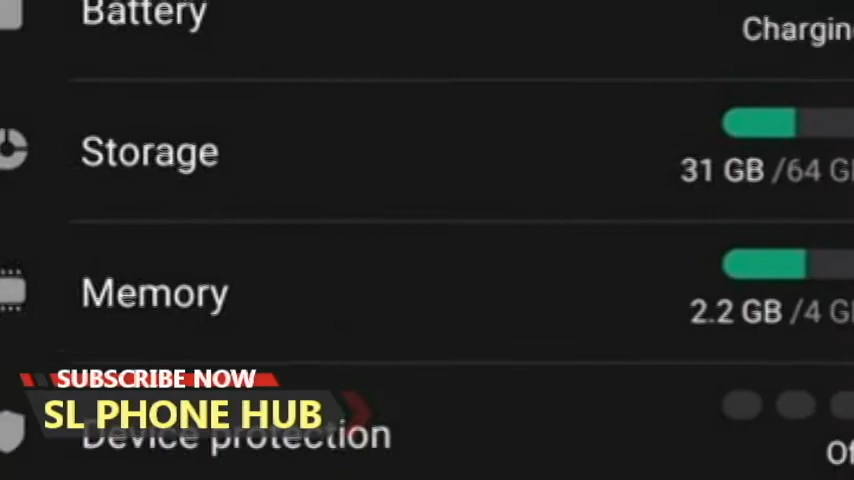 Battery
Chargin
Storage
31 GB /64 G
Memory
2.2 GB /4 G
SUBSCRIBE NOW
SL PHONE HUB
Device protection
Of